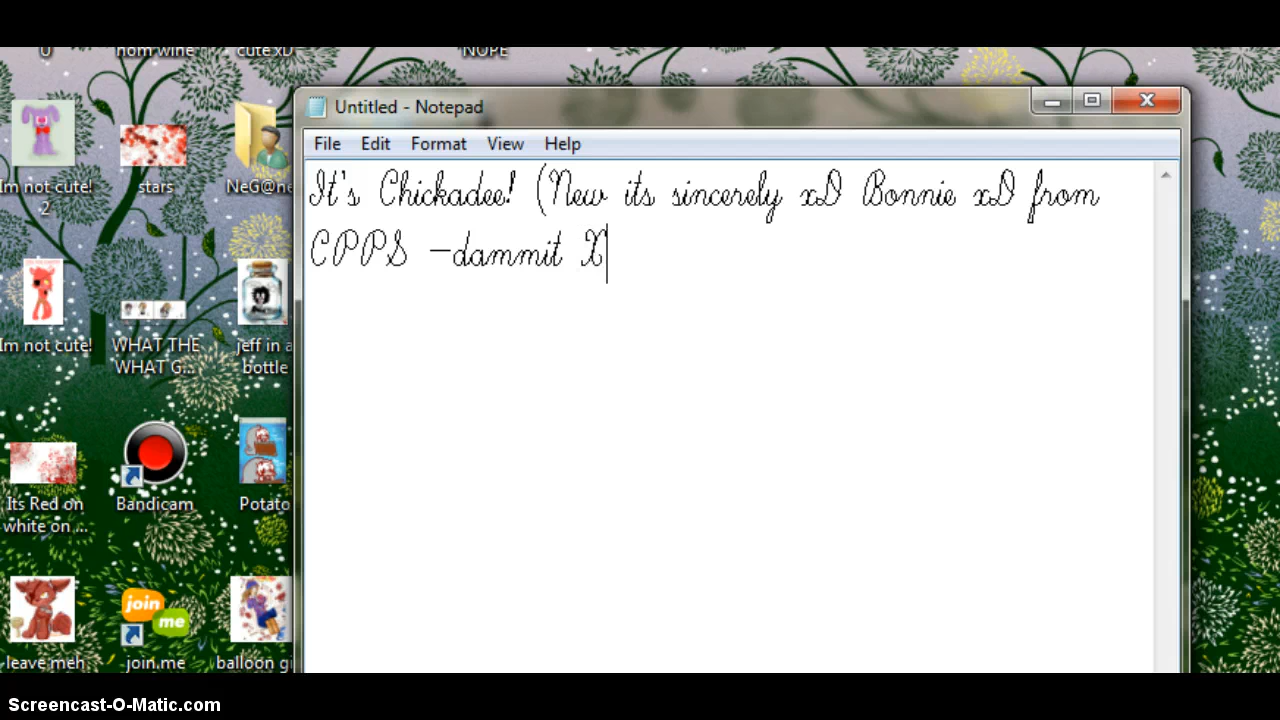 nom wine
cute xD
NOPE
Untitled - Notepad
File Edit Format View Help
It's Chickadee! (New its sincerely xD Bonnie xD from
CPPS -dammit X
Im not cute!
2
stars
NeG@ne
Im not cute!
WHAT THE
WHAT G...
jeff in a
bottle
Its Red on
white on ...
Bandicam
Potato
join
me
leave meh
join.me
balloon gi
Screencast-O-Matic.com